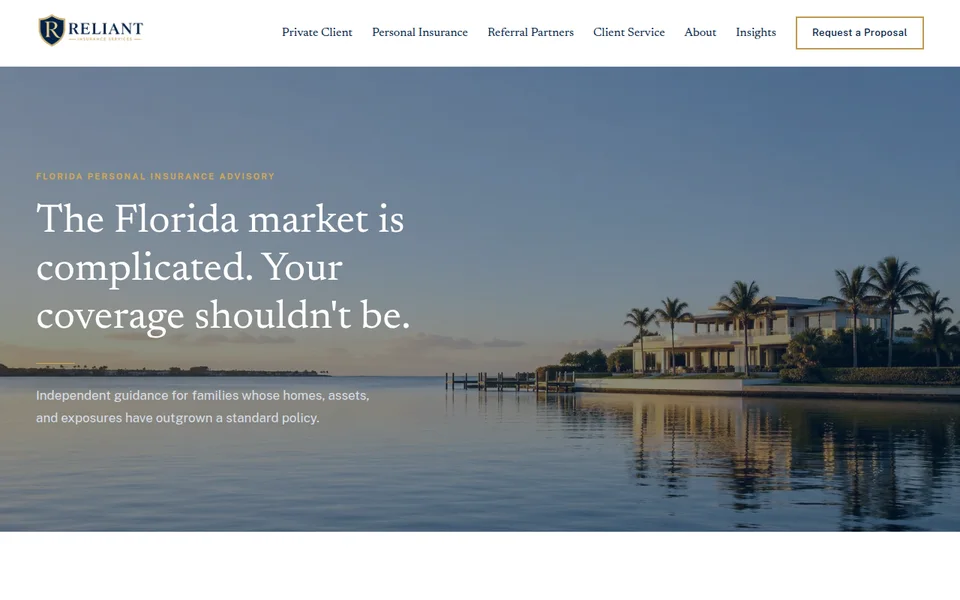 RELIANT
INSURANCE SERVICES
Private Client
Personal Insurance
Referral Partners
Client Service
About
Insights
Request a Proposal
FLORIDA PERSONAL INSURANCE ADVISORY
The Florida market is
complicated. Your
coverage shouldn't be.
Independent guidance for families whose homes, assets,
and exposures have outgrown a standard policy.